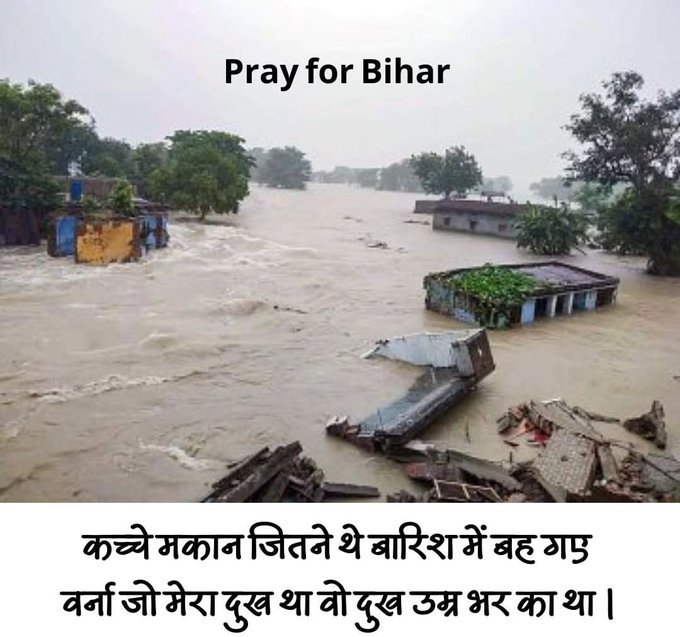 Pray for Bihar
कच्चे मकान जितने थे बारिश में बह गए
वर्ना जो मेरा दुख था वो दुख उम्र भर का था |